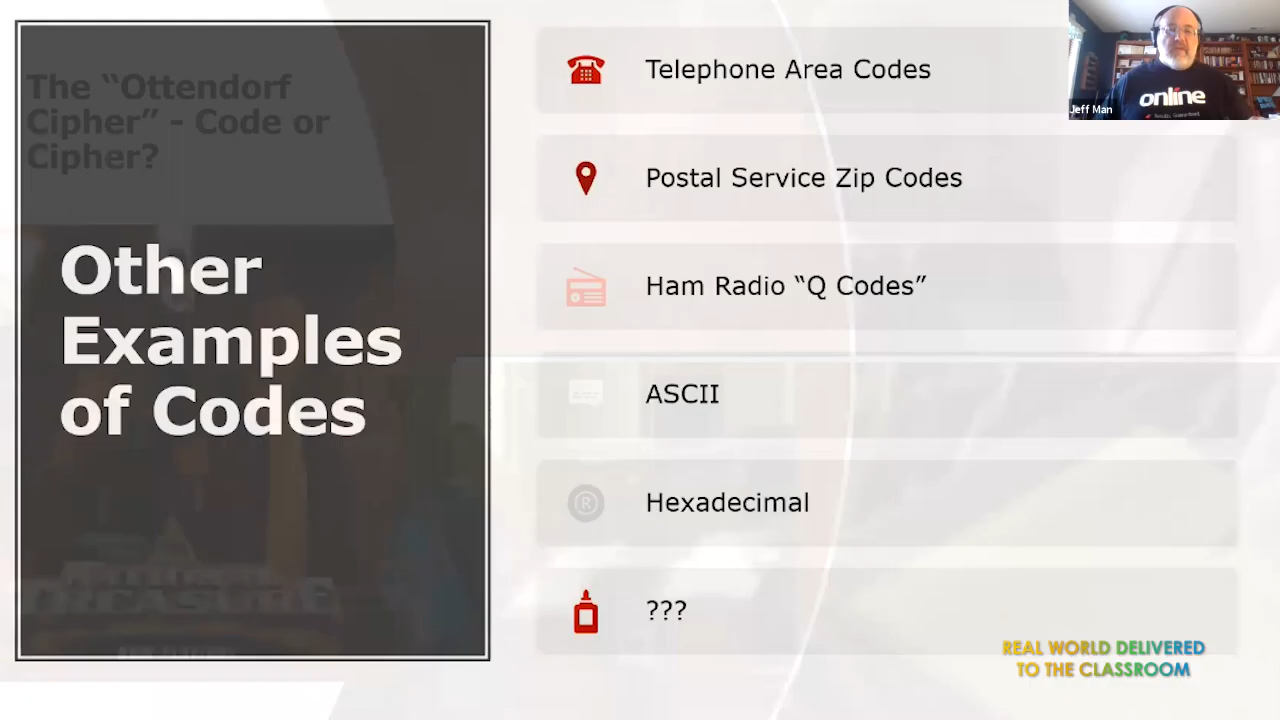 The “Ottendorf
Cipher” - Code or
Cipher?
Other
Examples
of Codes
Telephone Area Codes
Postal Service Zip Codes
Ham Radio “Q Codes”
ASCII
Hexadecimal
®
???
Jeff Man
online
REAL WORLD DELIVERED
TO THE CLASSROOM